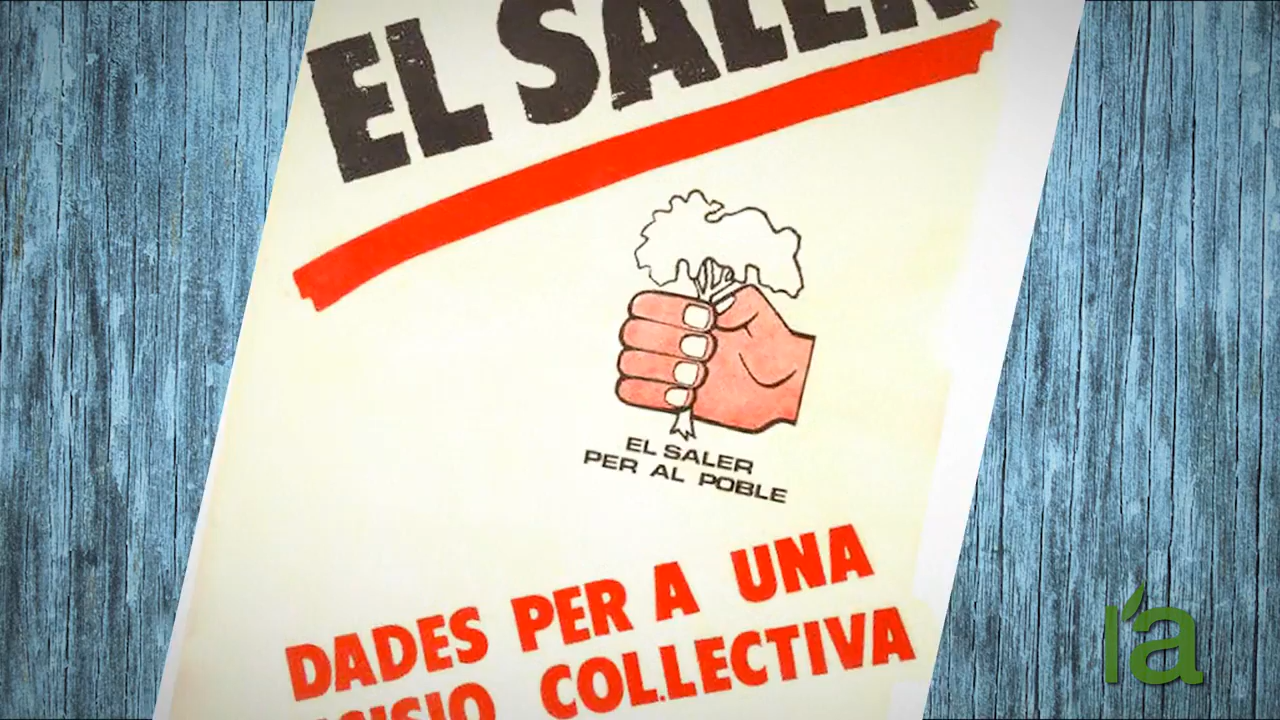 EL SALER
EL SALER
PER AL POBLE
DADES PER A UNA
COL.LECTIVA
l'a